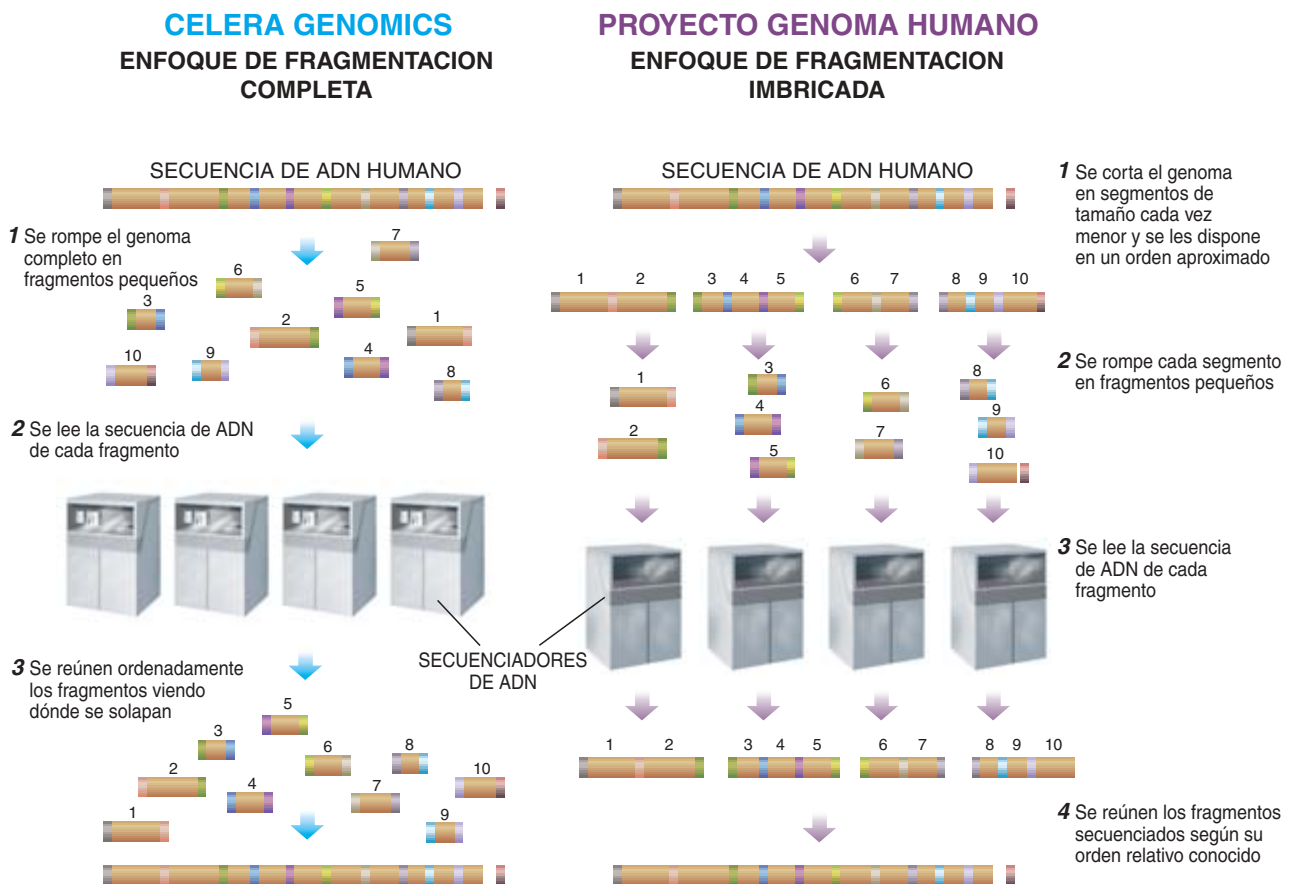 CELERA GENOMICS
ENFOQUE DE FRAGMENTACION
COMPLETA
SECUENCIA DE ADN HUMANO
1 Se rompe el genoma
completo en
fragmentos pequeños
7
6
3
5
2
1
10
9
4
8
2 Se lee la secuencia de ADN
de cada fragmento
3 Se reúnen ordenadamente
los fragmentos viendo
dónde se solapan
5
3
6
8
2
4
7
10
1
9
SECUENCIADORES
DE ADN
PROYECTO GENOMA HUMANO
ENFOQUE DE FRAGMENTACION
IMBRICADA
SECUENCIA DE ADN HUMANO
1 Se corta el genoma
en segmentos de
tamaño cada vez
menor y se les dispone
en un orden aproximado
1 2 3 4 5 6 7 8 9 10
2 Se rompe cada segmento
en fragmentos pequeños
1
3
6
8
4
9
2
7
5
10
3 Se lee la secuencia
de ADN de cada
fragmento
1 2 3 4 5 6 7 8 9 10
4 Se reúnen los fragmentos
secuenciados según su
orden relativo conocido